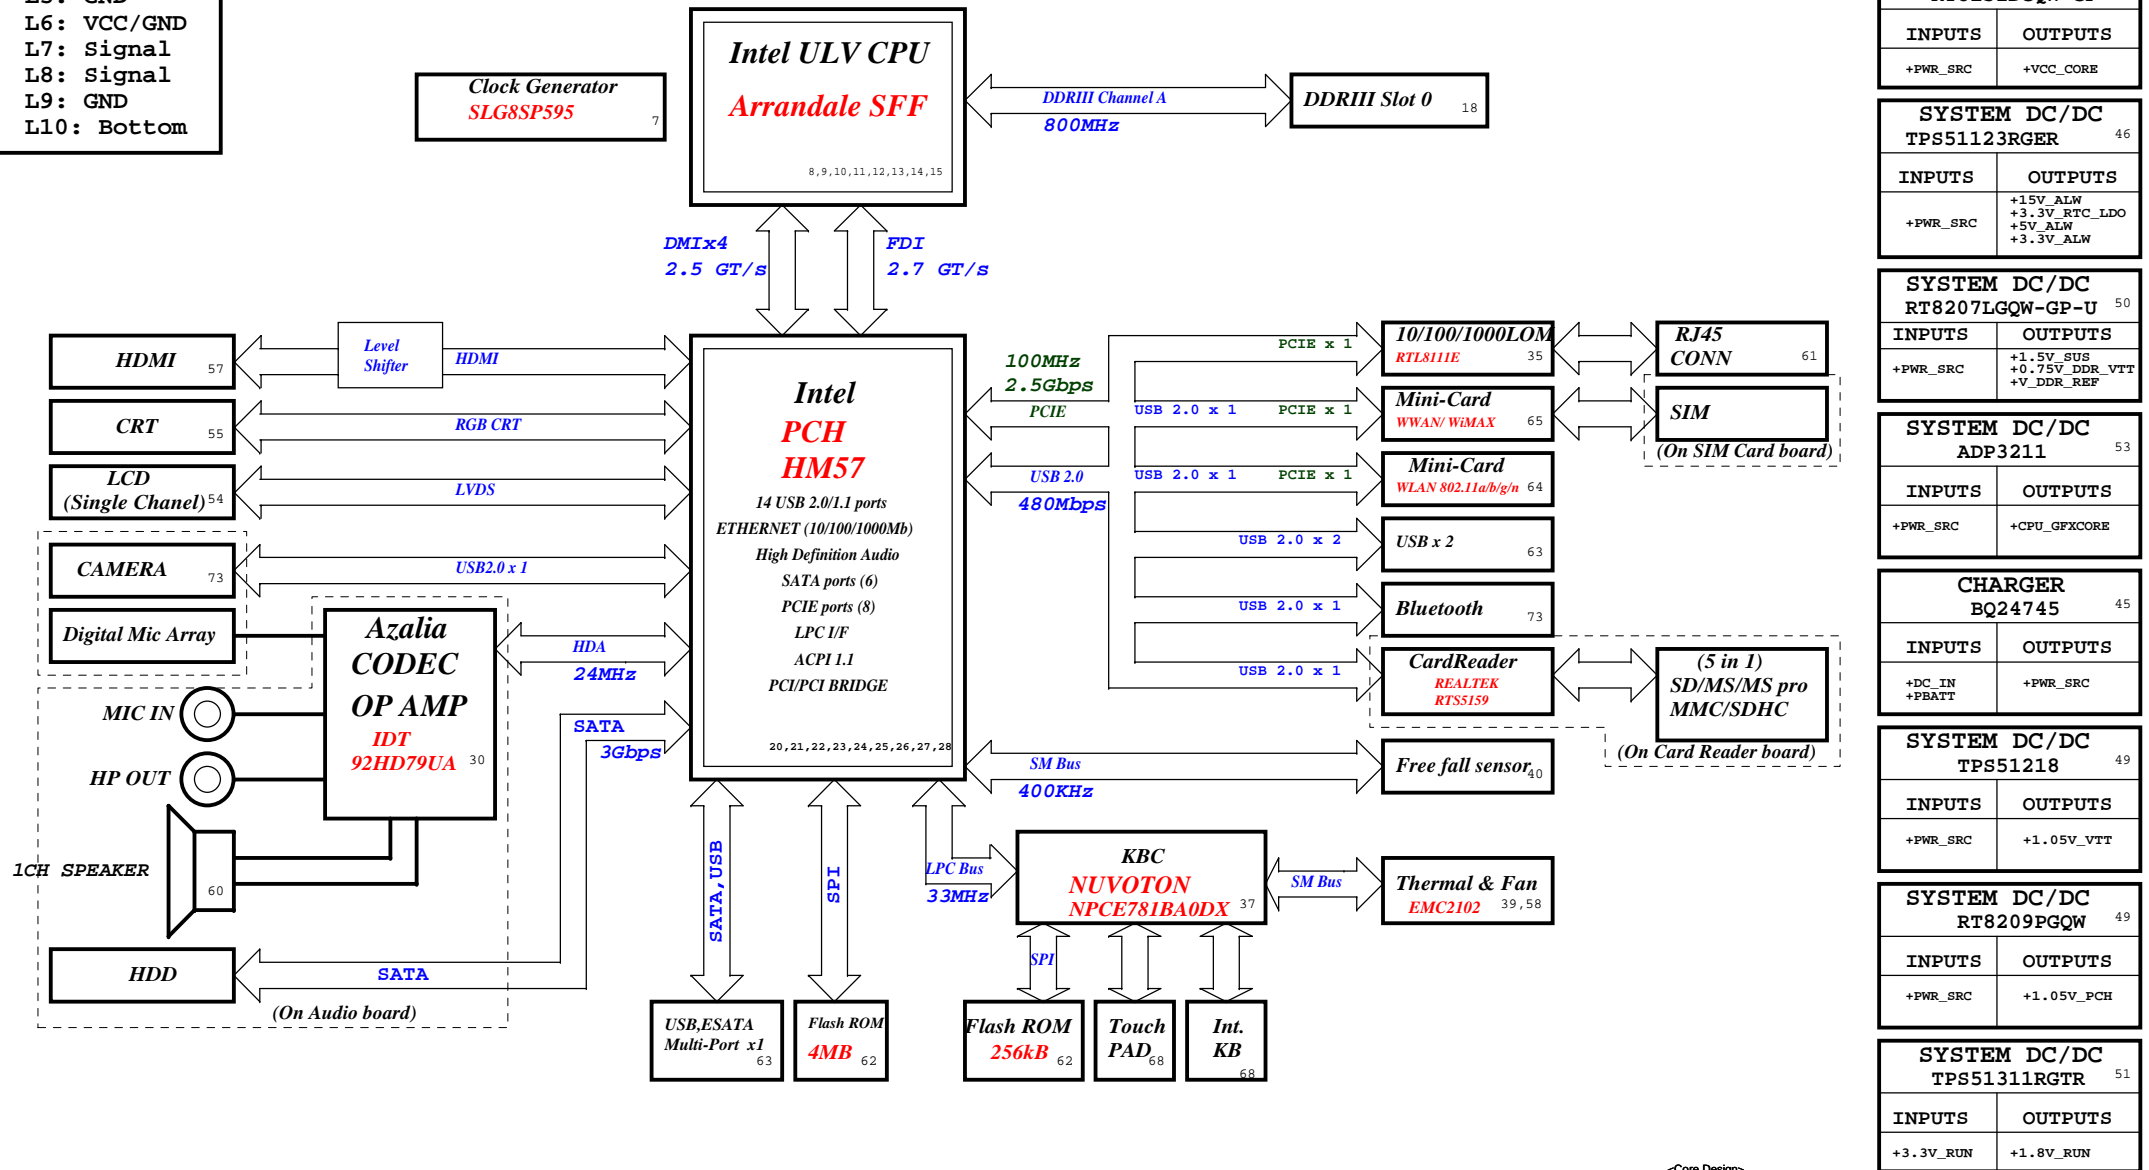 L6: VCC/GND
L7: Signal
L8: Signal
L9: GND
L10: Bottom
Clock Generator
SLG8SP595
7
Intel ULV CPU
Arrandale SFF
8,9,10,11,12,13,14,15
DDRIII Channel A
800MHz
DDRIII Slot 0
18
DMIx4
2.5 GT/s
FDI
2.7 GT/s
HDMI
57
Level
Shifter
HDMI
CRT
55
RGB CRT
LCD
(Single Chanel)
54
LVDS
CAMERA
73
USB2.0 x 1
Digital Mic Array
Azalia
CODEC
OP AMP
IDT
92HD79UA
30
HDA
24MHz
MIC IN
HP OUT
1CH SPEAKER
60
SATA
3Gbps
HDD
SATA
(On Audio board)
Intel
PCH
HM57
14 USB 2.0/1.1 ports
ETHERNET (10/100/1000Mb)
High Definition Audio
SATA ports (6)
PCIE ports (8)
LPC I/F
ACPI 1.1
PCI/PCI BRIDGE
20,21,22,23,24,25,26,27,28
100MHz
2.5Gbps
PCIE
USB 2.0
480Mbps
PCIE x 1
10/100/1000LOM
RTL8111E
35
RJ45
CONN
61
USB 2.0 x 1
PCIE x 1
Mini-Card
WWAN/ WiMAX
65
SIM
(On SIM Card board)
USB 2.0 x 1
PCIE x 1
Mini-Card
WLAN 802.11a/b/g/n
64
USB 2.0 x 2
USB x 2
63
USB 2.0 x 1
Bluetooth
73
USB 2.0 x 1
CardReader
REALTEK
RTS5159
(5 in 1)
SD/MS/MS pro
MMC/SDHC
(On Card Reader board)
SM Bus
400KHz
Free fall sensor
40
SATA,USB
SPI
LPC Bus
33MHz
KBC
NUVOTON
NPCE781BA0DX
37
SM Bus
Thermal & Fan
EMC2102
39,58
SPI
USB,ESATA
Multi-Port x1
63
Flash ROM
4MB
62
Flash ROM
256kB
62
Touch
PAD
68
Int.
KB
68
INPUTS
OUTPUTS
+PWR_SRC
+VCC_CORE
SYSTEM DC/DC
TPS51123RGER
46
INPUTS
OUTPUTS
+PWR_SRC
+15V_ALW
+3.3V_RTC_LDO
+5V_ALW
+3.3V_ALW
SYSTEM DC/DC
RT8207LGQW-GP-U
50
INPUTS
OUTPUTS
+PWR_SRC
+1.5V_SUS
+0.75V_DDR_VTT
+V_DDR_REF
SYSTEM DC/DC
ADP3211
53
INPUTS
OUTPUTS
+PWR_SRC
+CPU_GFXCORE
CHARGER
BQ24745
45
INPUTS
OUTPUTS
+DC_IN
+PBATT
+PWR_SRC
SYSTEM DC/DC
TPS51218
49
INPUTS
OUTPUTS
+PWR_SRC
+1.05V_VTT
SYSTEM DC/DC
RT8209PGQW
49
INPUTS
OUTPUTS
+PWR_SRC
+1.05V_PCH
SYSTEM DC/DC
TPS51311RGTR
51
INPUTS
OUTPUTS
+3.3V_RUN
+1.8V_RUN
<Core Design>